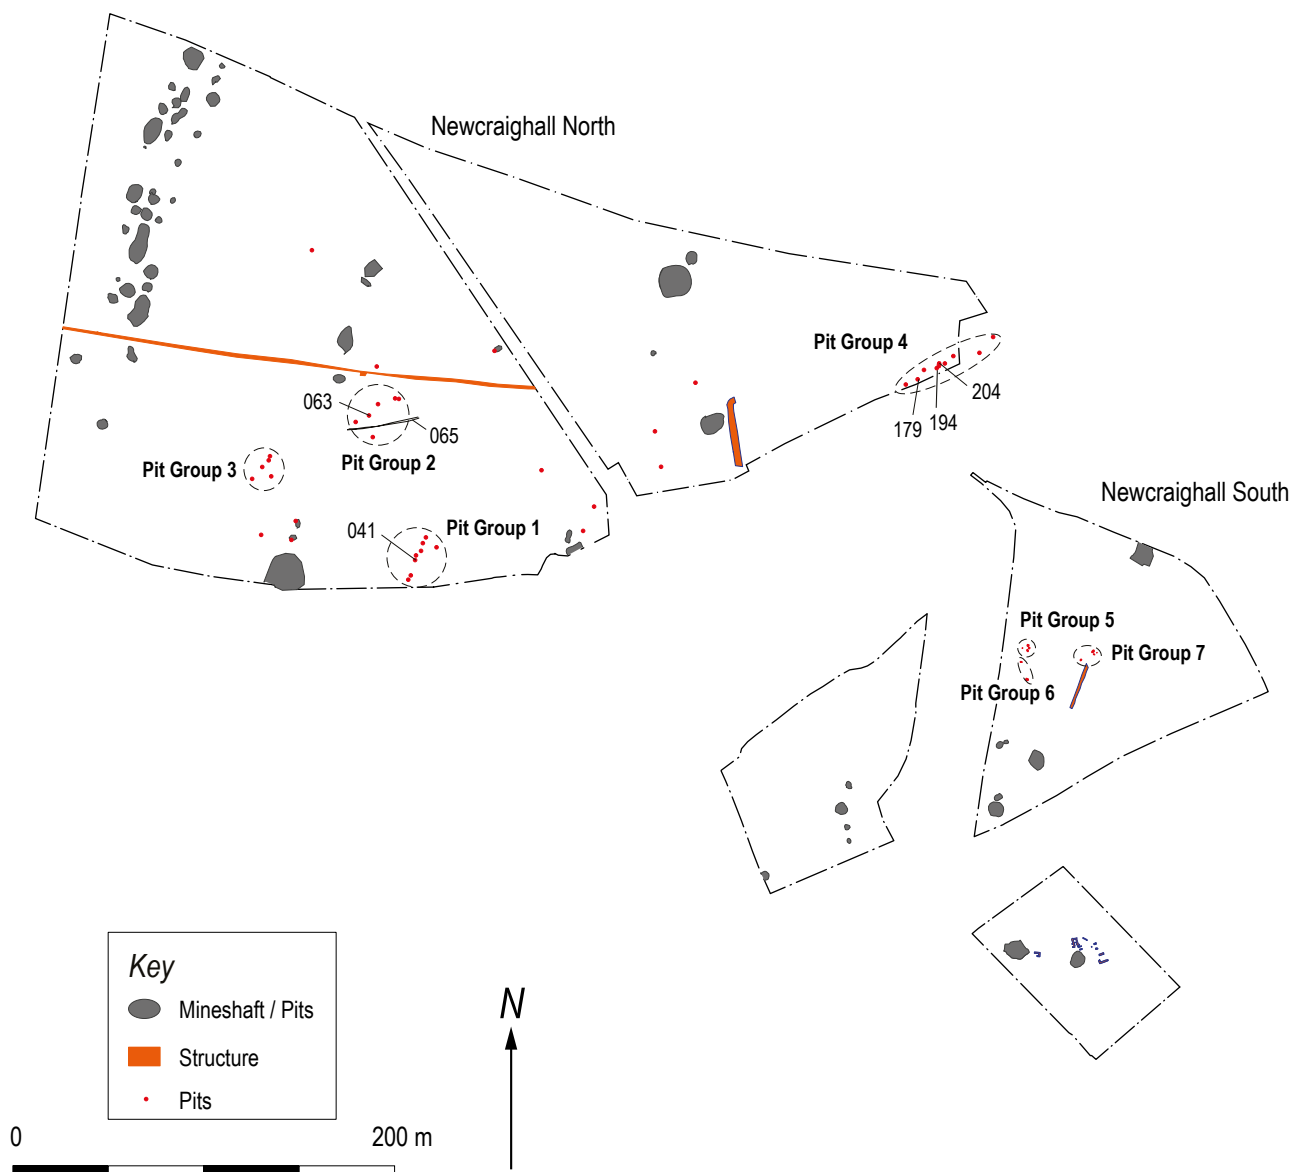 Newcraighall North
Pit Group 4
204
194
179
063
065
Pit Group 2
Pit Group 3
Pit Group 1
041
Newcraighall South
Pit Group 5
Pit Group 7
Pit Group 6
Key
Mineshaft / Pits
Structure
Pits
N
0 200 m